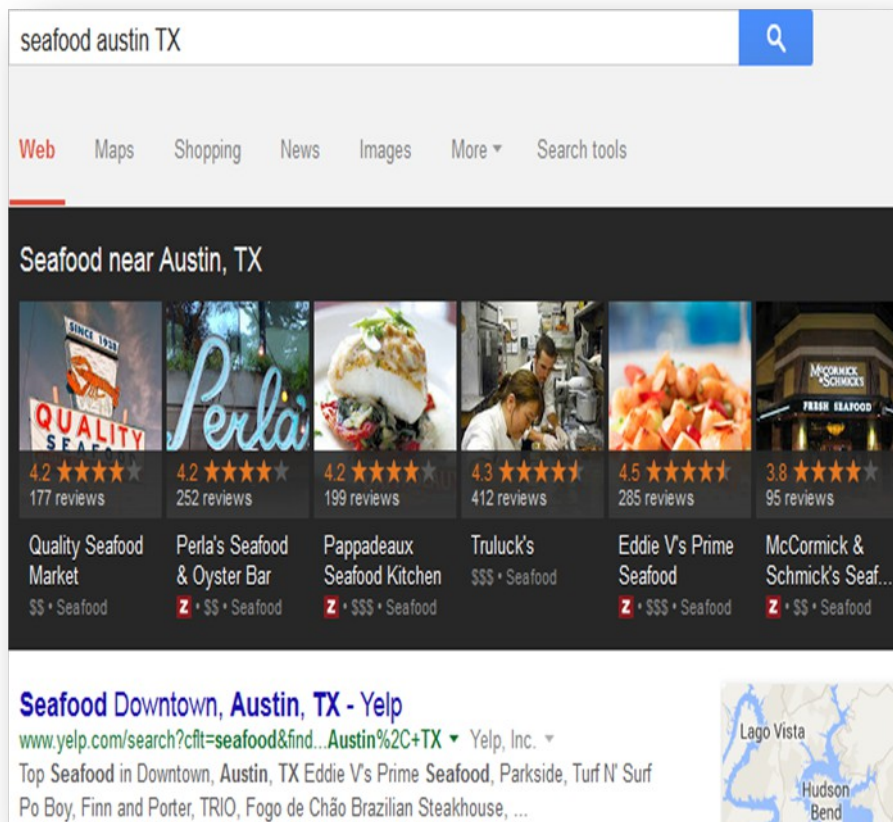 seafood austin TX
Web Maps Shopping News Images More Search tools
Seafood near Austin, TX
SINCE 1938
QUALITY
SEAFOOD
Perla
McCORMICK
& SCHMICK'S
FRESH SEAFOOD
4.2
177 reviews
Quality Seafood
Market
$$ • Seafood
4.2
252 reviews
Perla's Seafood
& Oyster Bar
Z • $$ • Seafood
4.2
199 reviews
Pappadeaux
Seafood Kitchen
Z • $$$ • Seafood
4.3
412 reviews
Truluck's
$$$ • Seafood
4.5
285 reviews
Eddie V's Prime
Seafood
Z • $$$ • Seafood
3.8
95 reviews
McCormick &
Schmick's Seaf...
Z • $$ • Seafood
Seafood Downtown, Austin, TX - Yelp
www.yelp.com/search?cflt=seafood&find...Austin%2C+TX Yelp, Inc.
Top Seafood in Downtown, Austin, TX Eddie V's Prime Seafood, Parkside, Turf N' Surf
Po Boy, Finn and Porter, TRIO, Fogo de Chão Brazilian Steakhouse, ...
Lago Vista
Hudson
Bend